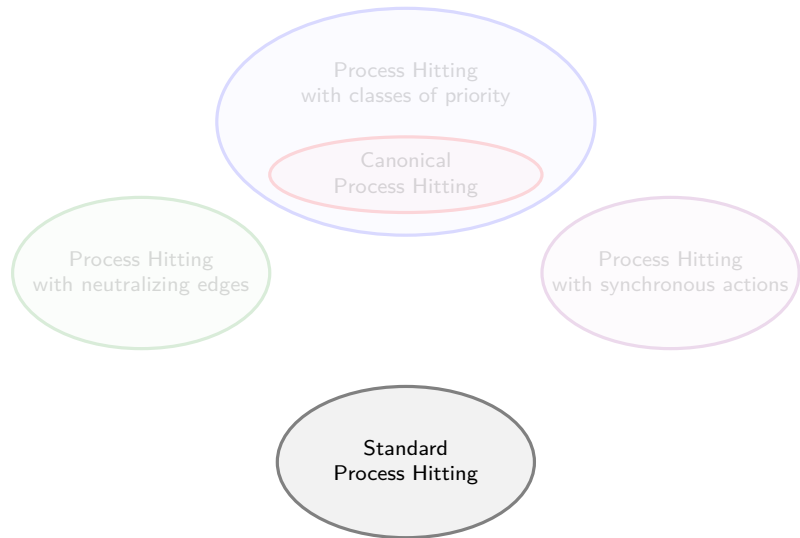 Process Hitting
with classes of priority
Canonical
Process Hitting
Process Hitting
with neutralizing edges
Process Hitting
with synchronous actions
Standard
Process Hitting